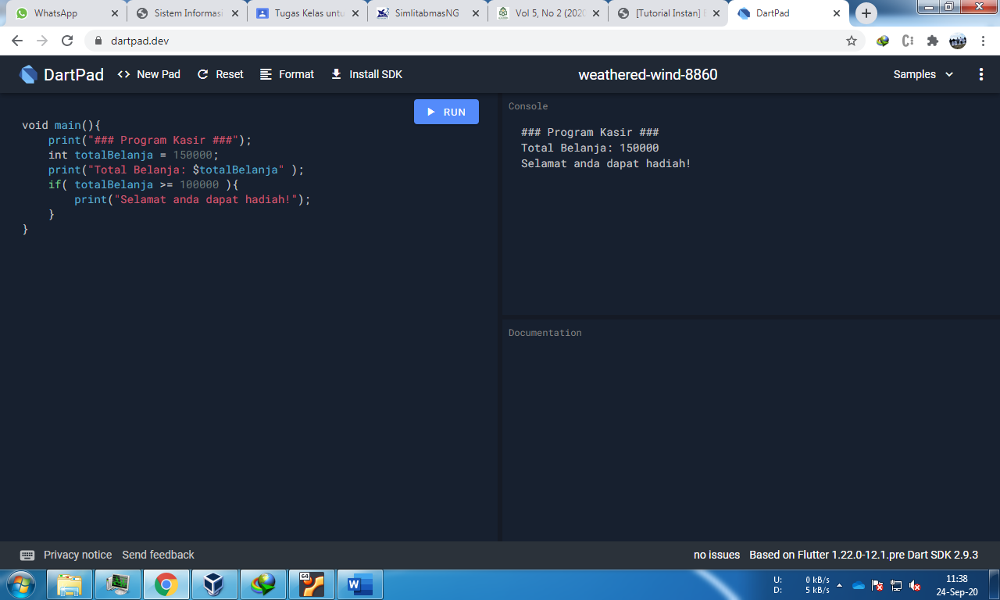 WhatsApp
Sistem Informasi
Tugas Kelas untu
SimlitabmasNG
Vol 5, No 2 (202
[Tutorial Instan]
DartPad
dartpad.dev
DartPad
<> New Pad
Reset
Format
Install SDK
weathered-wind-8860
Samples
RUN
void main(){
    print("### Program Kasir ###");
    int totalBelanja = 150000;
    print("Total Belanja: $totalBelanja" );
    if( totalBelanja >= 100000 ){
        print("Selamat anda dapat hadiah!");
    }
}
Console
### Program Kasir ###
Total Belanja: 150000
Selamat anda dapat hadiah!
Documentation
Privacy notice
Send feedback
no issues
Based on Flutter 1.22.0-12.1.pre Dart SDK 2.9.3
64
W
U: 0 kB/s
D: 5 kB/s
11:38
24-Sep-20